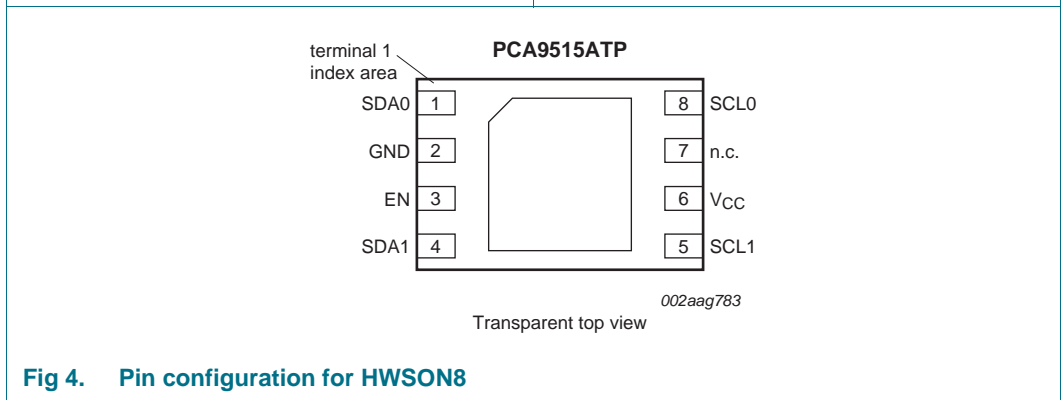 terminal 1
index area
PCA9515ATP
SDA0 1
8 SCL0
GND 2
7 n.c.
EN 3
6 VCC
SDA1 4
5 SCL1
002aag783
Transparent top view
Fig 4. Pin configuration for HWSON8